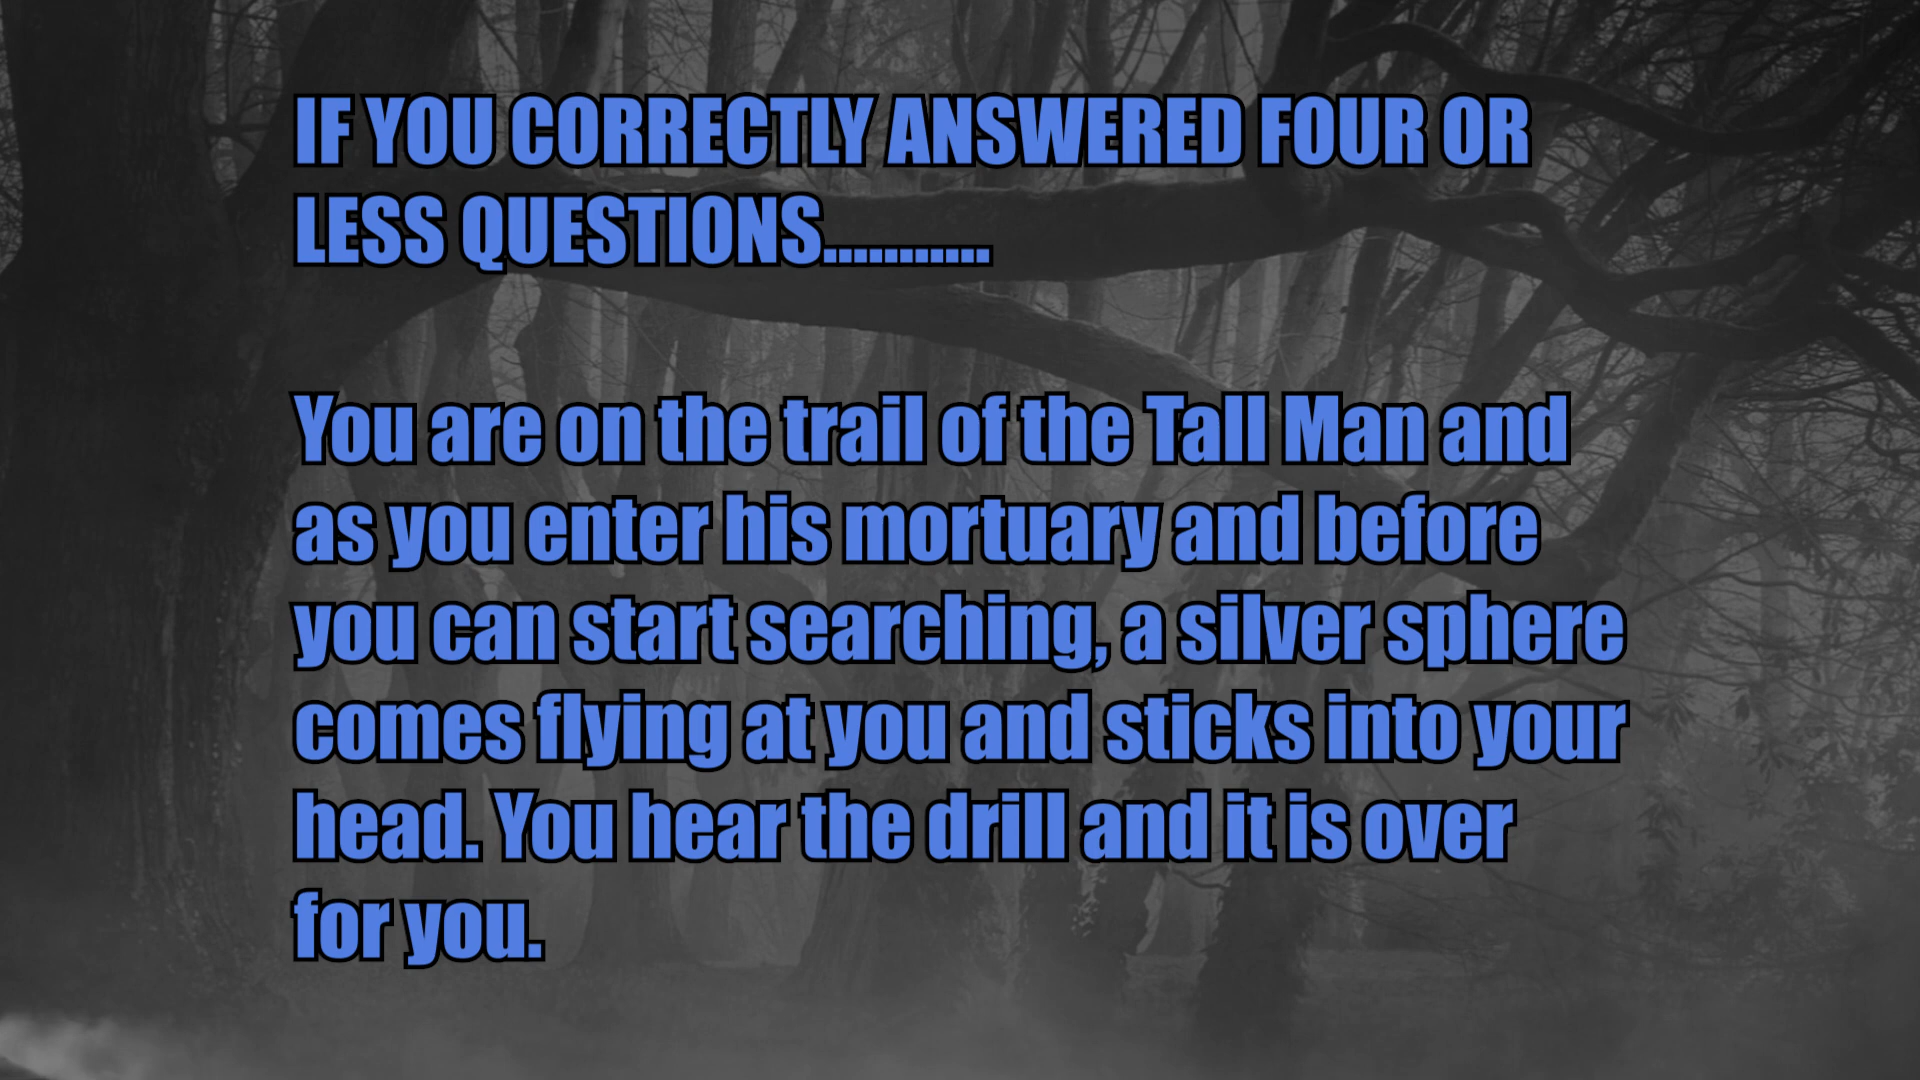 IF YOU CORRECTLY ANSWERED FOUR OR
LESS QUESTIONS...........
You are on the trail of the Tall Man and
as you enter his mortuary and before
you can start searching, a silver sphere
comes flying at you and sticks into your
head. You hear the drill and it is over
for you.